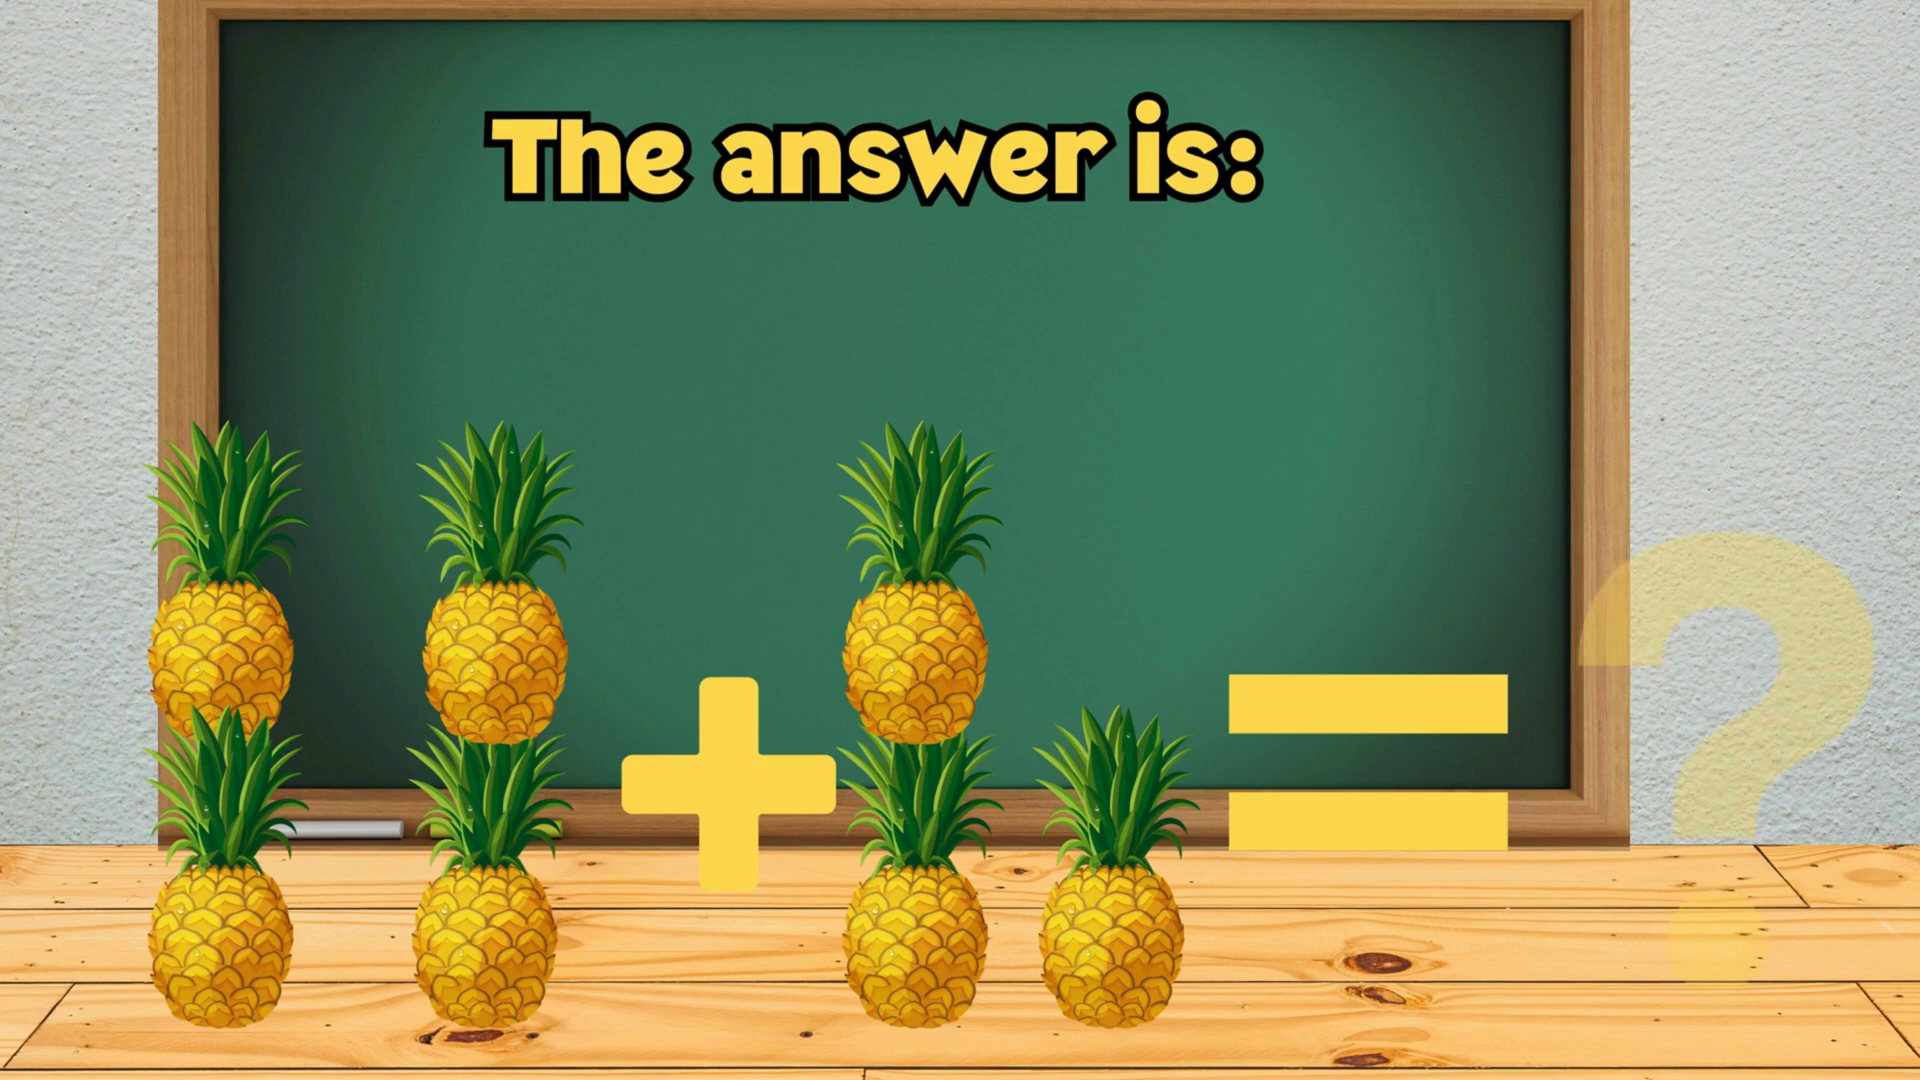 The answer is:
+ = ?